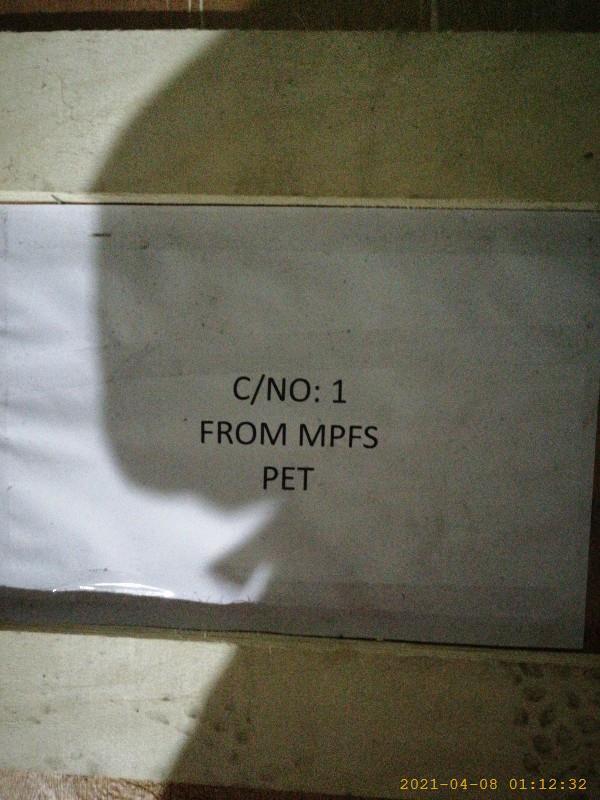 C/NO: 1
FROM MPFS
PET
2021-04-08 01:12:32